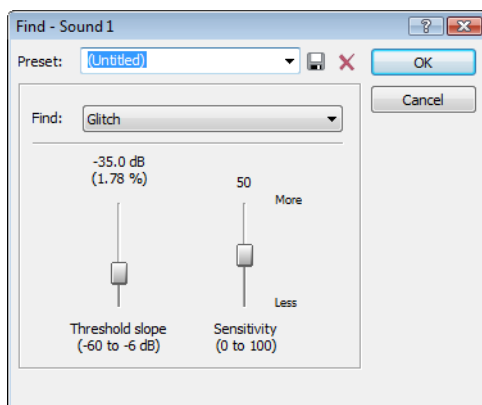 Find - Sound 1
Preset: (Untitled)
OK
Cancel
Find: Glitch
-35.0 dB
(1.78 %)
50
More
Less
Threshold slope
(-60 to -6 dB)
Sensitivity
(0 to 100)